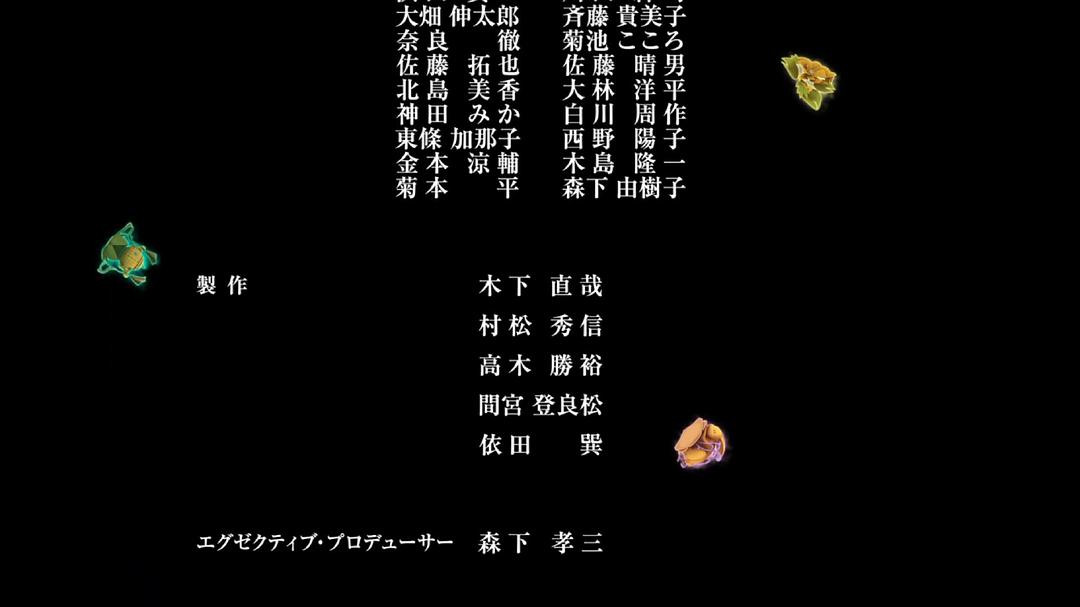 大畑 伸太郎 斉藤 貴美子
奈良 徹 菊池 こころ
佐藤 拓也 佐藤 晴男
北島 美香 大林 洋平
神田 みか 白川 周作
東條 加那子 西野 陽子
金本 涼輔 木島 隆一
菊本 平 森下 由樹子
製作 木下 直哉
村松 秀信
高木 勝裕
間宮 登良松
依田 巽
エグゼクティブ・プロデューサー 森下 孝三